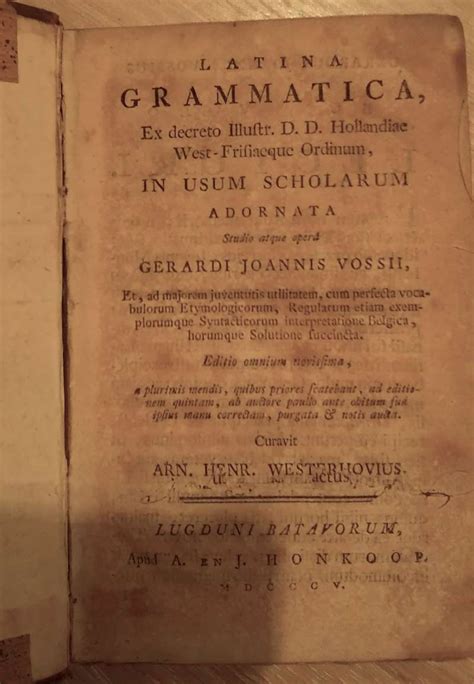 LATINA
GRAMMATICA,
Ex decreto Illustr. D. D. Hollandiae
West-Frisiaeque Ordinum,
IN USUM SCHOLARUM
ADORNATA
Studio atque operâ
GERARDI JOANNIS VOSSII,
Et, ad majorem juventutis utilitatem, cum perfecta voca-
bulorum Etymologicorum, Regularum etiam exem-
plorumque Syntacticorum interpretatione Belgica,
horumque Solutione succincta.
Editio omnium novissima,
a plurimis mendis, quibus priores scatebant, ad editio-
nem quintam, ab auctore paullo ante obitum suâ
ipsius manu correctam, purgata & notis aucta.
Curavit
ARN. HENR. WESTERHOVIUS.
LUGDUNI BATAVORUM,
Apud A. EN J. HONKOOP.
MDCCCV.